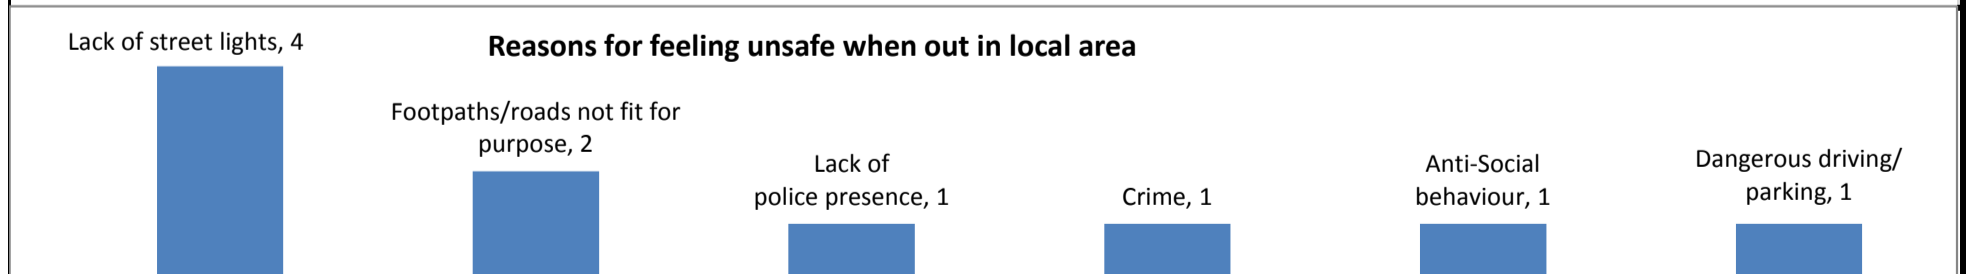 Reasons for feeling unsafe when out in local area
Lack of street lights, 4
Footpaths/roads not fit for
purpose, 2
Lack of
police presence, 1
Crime, 1
Anti-Social
behaviour, 1
Dangerous driving/
parking, 1